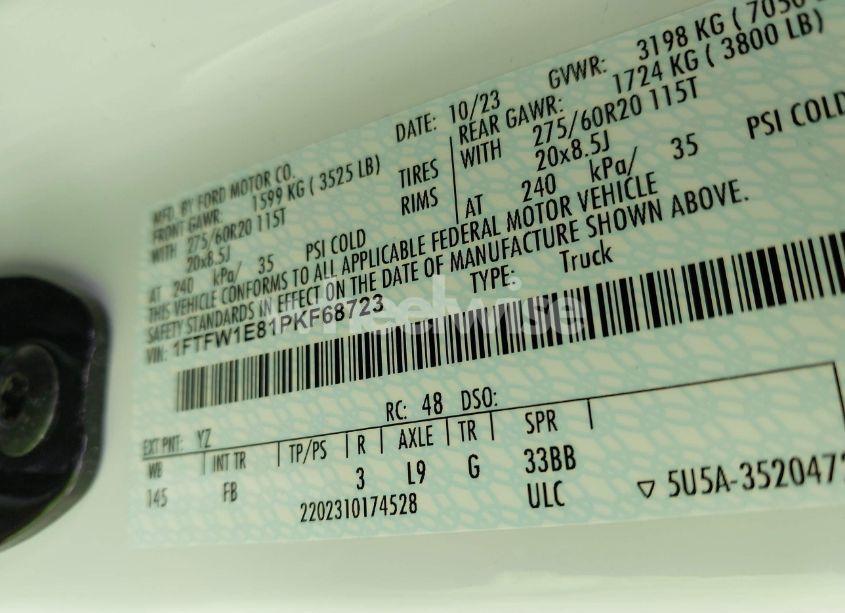 MFD. BY FORD MOTOR CO.
DATE: 10/23
GVWR: 3198 KG ( 7050
FRONT GAWR: 1599 KG ( 3525 LB)
REAR GAWR: 1724 KG ( 3800 LB)
WITH 275/60R20 115T
TIRES
WITH 275/60R20 115T
20x8.5J
RIMS
20x8.5J
AT 240 kPa/ 35 PSI COLD
AT 240 kPa/ 35 PSI COLD
THIS VEHICLE CONFORMS TO ALL APPLICABLE FEDERAL MOTOR VEHICLE
SAFETY STANDARDS IN EFFECT ON THE DATE OF MANUFACTURE SHOWN ABOVE.
VIN: 1FTFW1E81PKF68723
TYPE: Truck
RC: 48 DSO:
EXT PNT: YZ
WB INT TR TP/PS R AXLE TR SPR
145 FB 3 L9 G 33BB
2202310174528 ULC
5U5A-352047